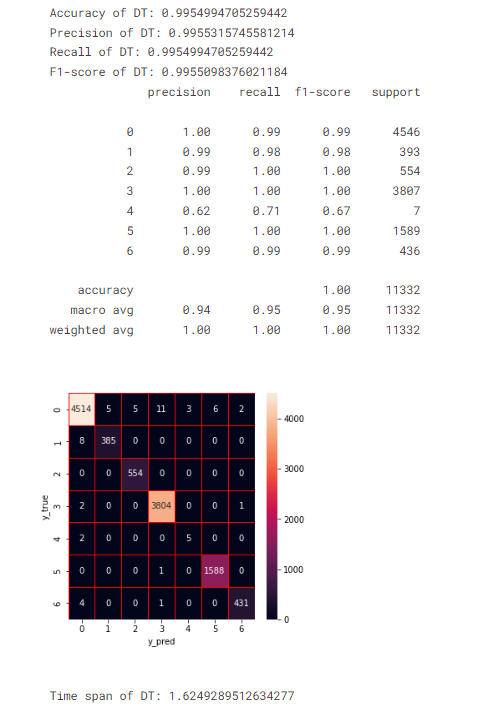 Accuracy of DT: 0.9954994705259442
Precision of DT: 0.9955315745581214
Recall of DT: 0.9954994705259442
F1-score of DT: 0.9955098376021184
precision recall f1-score support
0 1.00 0.99 0.99 4546
1 0.99 0.98 0.98 393
2 0.99 1.00 1.00 554
3 1.00 1.00 1.00 3807
4 0.62 0.71 0.67 7
5 1.00 1.00 1.00 1589
6 0.99 0.99 0.99 436
accuracy 1.00 11332
macro avg 0.94 0.95 0.95 11332
weighted avg 1.00 1.00 1.00 11332
0 4514 5 5 11 3 6 2
1 8 385 0 0 0 0 0
2 0 0 554 0 0 0 0
3 2 0 0 3804 0 0 1
4 2 0 0 0 5 0 0
5 0 0 0 1 0 1588 0
6 4 0 0 1 0 0 431
0 1 2 3 4 5 6
y_pred
y_true
4000
3000
2000
1000
0
Time span of DT: 1.6249289512634277